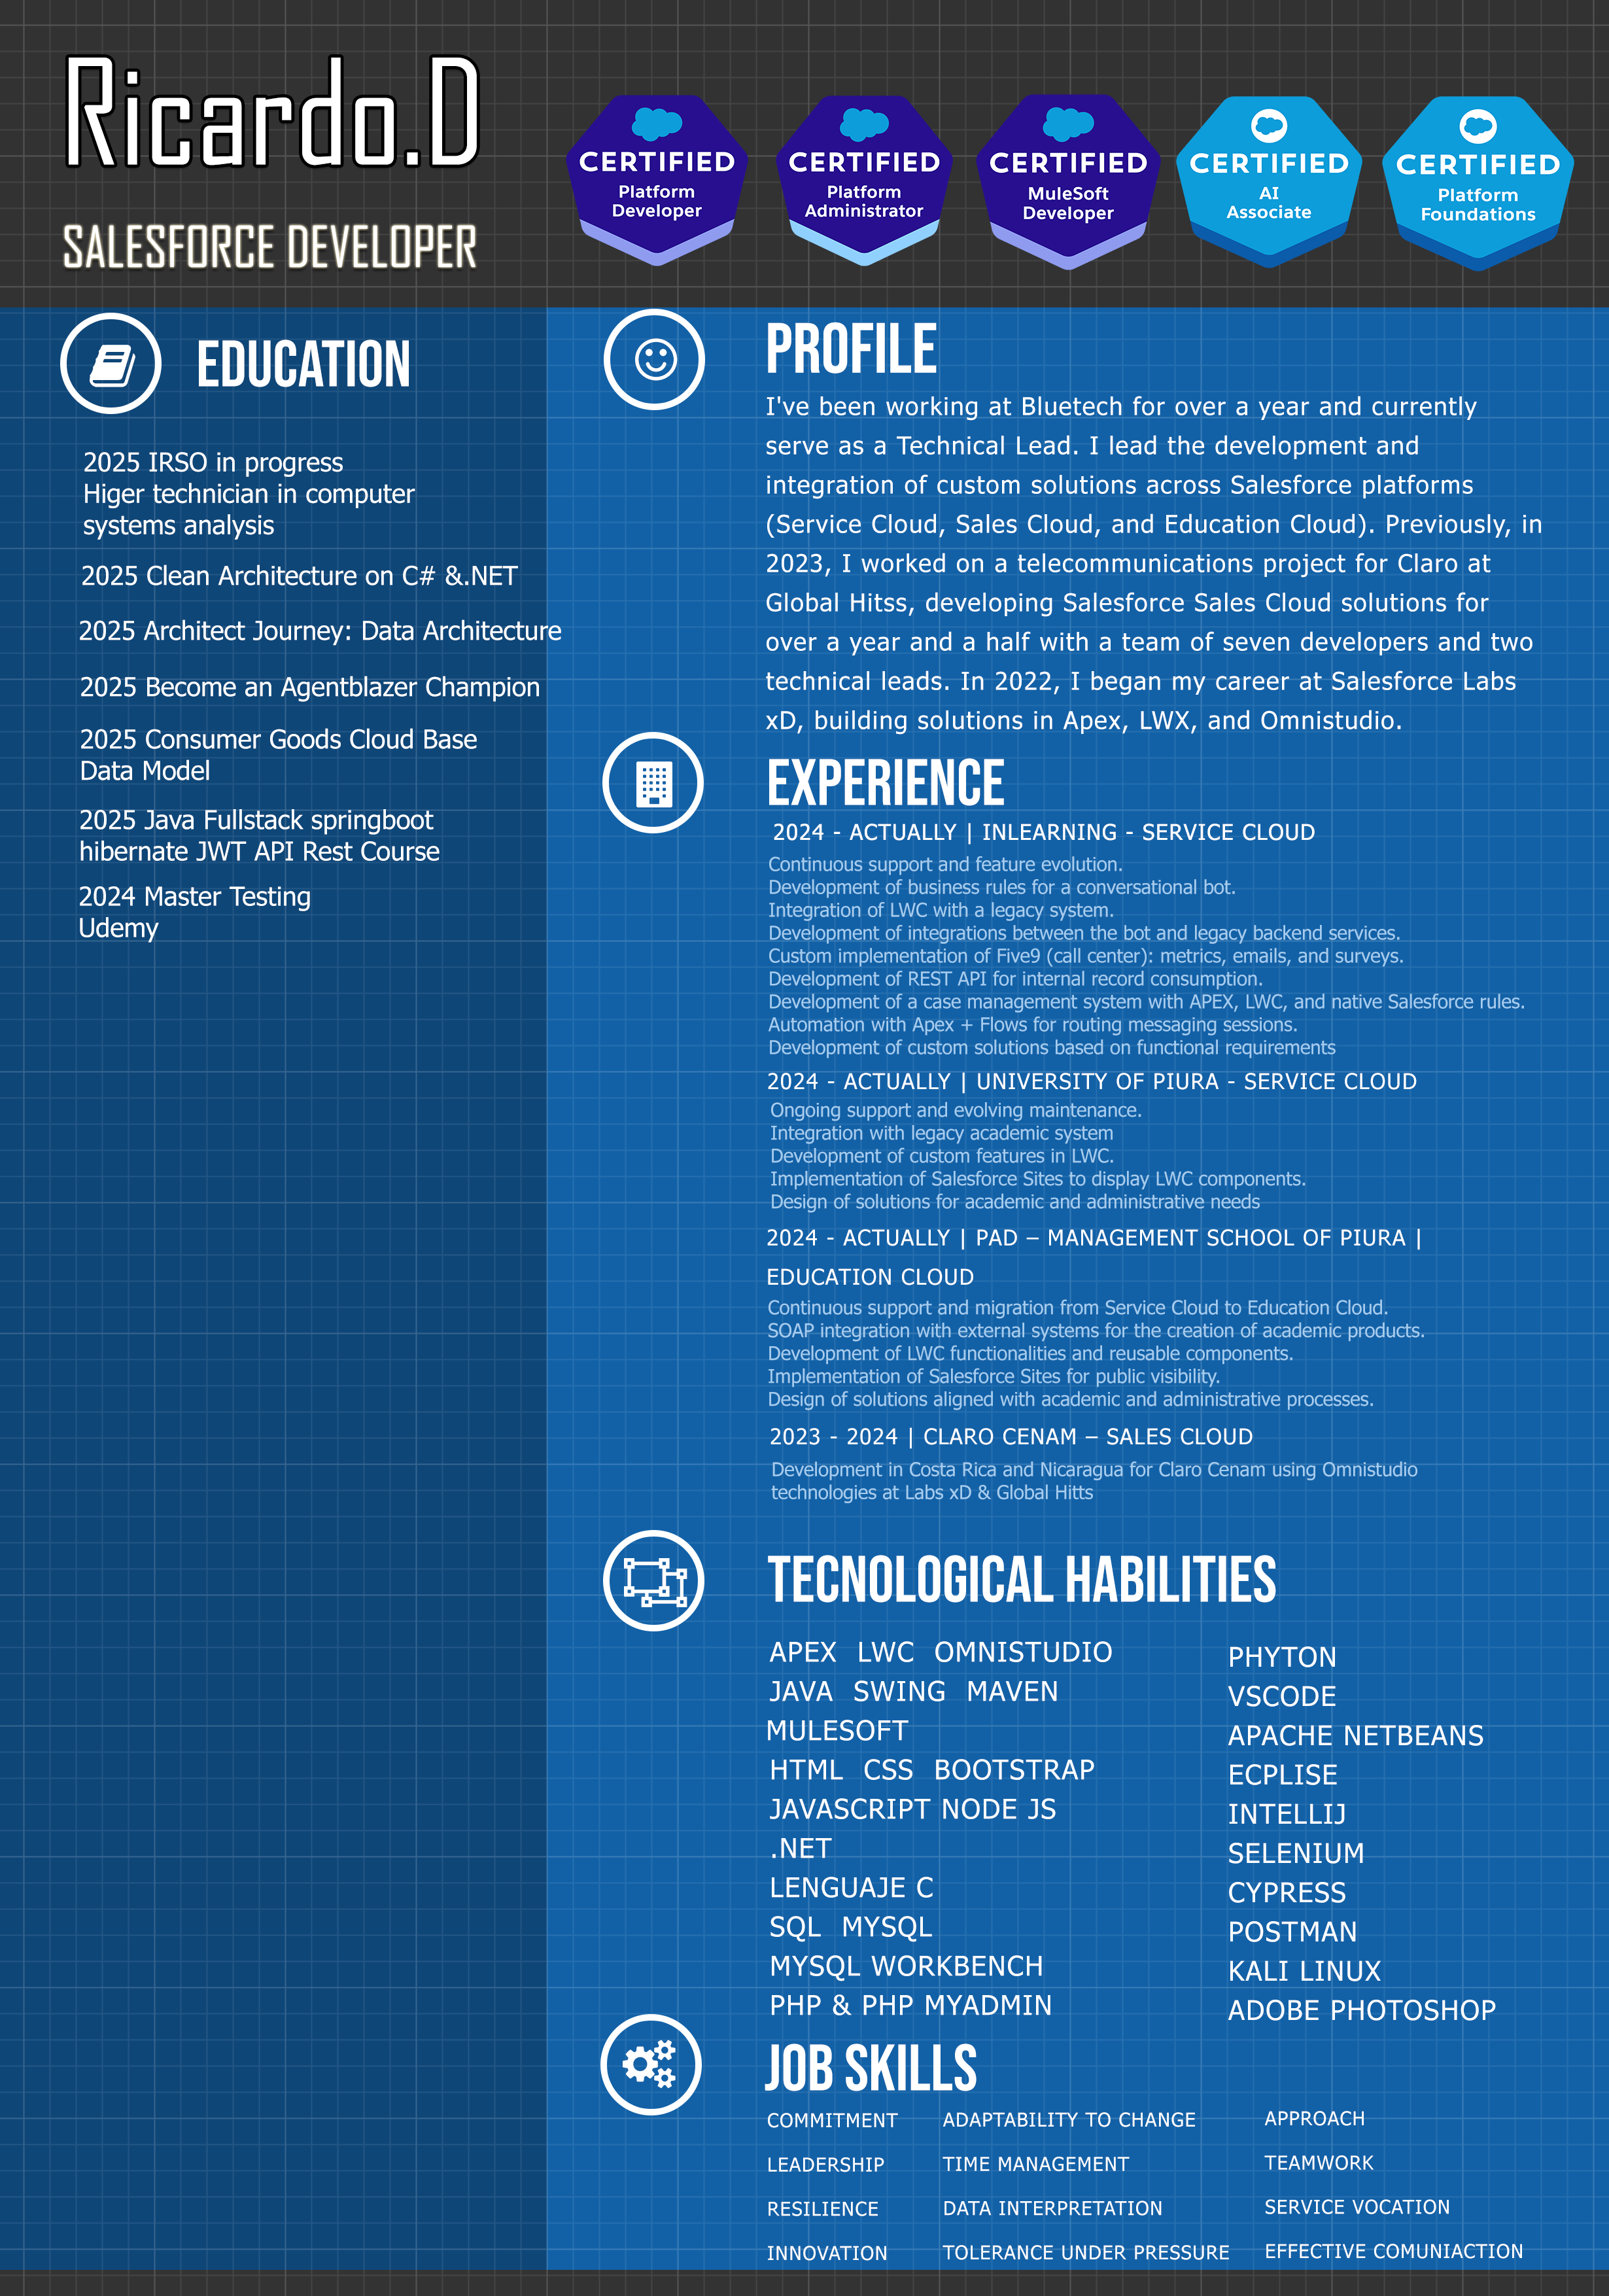 Ricardo.D
SALESFORCE DEVELOPER
CERTIFIED
Platform
Developer
CERTIFIED
Platform
Administrator
CERTIFIED
MuleSoft
Developer
CERTIFIED
AI
Associate
CERTIFIED
Platform
Foundations
EDUCATION
2025 IRSO in progress
Higer technician in computer
systems analysis
2025 Clean Architecture on C# &.NET
2025 Architect Journey: Data Architecture
2025 Become an Agentblazer Champion
2025 Consumer Goods Cloud Base
Data Model
2025 Java Fullstack springboot
hibernate JWT API Rest Course
2024 Master Testing
Udemy
PROFILE
I've been working at Bluetech for over a year and currently
serve as a Technical Lead. I lead the development and
integration of custom solutions across Salesforce platforms
(Service Cloud, Sales Cloud, and Education Cloud). Previously, in
2023, I worked on a telecommunications project for Claro at
Global Hitss, developing Salesforce Sales Cloud solutions for
over a year and a half with a team of seven developers and two
technical leads. In 2022, I began my career at Salesforce Labs
xD, building solutions in Apex, LWX, and Omnistudio.
EXPERIENCE
2024 - ACTUALLY | INLEARNING - SERVICE CLOUD
Continuous support and feature evolution.
Development of business rules for a conversational bot.
Integration of LWC with a legacy system.
Development of integrations between the bot and legacy backend services.
Custom implementation of Five9 (call center): metrics, emails, and surveys.
Development of REST API for internal record consumption.
Development of a case management system with APEX, LWC, and native Salesforce rules.
Automation with Apex + Flows for routing messaging sessions.
Development of custom solutions based on functional requirements
2024 - ACTUALLY | UNIVERSITY OF PIURA - SERVICE CLOUD
Ongoing support and evolving maintenance.
Integration with legacy academic system
Development of custom features in LWC.
Implementation of Salesforce Sites to display LWC components.
Design of solutions for academic and administrative needs
2024 - ACTUALLY | PAD – MANAGEMENT SCHOOL OF PIURA |
EDUCATION CLOUD
Continuous support and migration from Service Cloud to Education Cloud.
SOAP integration with external systems for the creation of academic products.
Development of LWC functionalities and reusable components.
Implementation of Salesforce Sites for public visibility.
Design of solutions aligned with academic and administrative processes.
2023 - 2024 | CLARO CENAM – SALES CLOUD
Development in Costa Rica and Nicaragua for Claro Cenam using Omnistudio
technologies at Labs xD & Global Hitts
TECNOLOGICAL HABILITIES
APEX LWC OMNISTUDIO
JAVA SWING MAVEN
MULESOFT
HTML CSS BOOTSTRAP
JAVASCRIPT NODE JS
.NET
LENGUAJE C
SQL MYSQL
MYSQL WORKBENCH
PHP & PHP MYADMIN
PHYTON
VSCODE
APACHE NETBEANS
ECPLISE
INTELLIJ
SELENIUM
CYPRESS
POSTMAN
KALI LINUX
ADOBE PHOTOSHOP
JOB SKILLS
COMMITMENT ADAPTABILITY TO CHANGE APPROACH
LEADERSHIP TIME MANAGEMENT TEAMWORK
RESILIENCE DATA INTERPRETATION SERVICE VOCATION
INNOVATION TOLERANCE UNDER PRESSURE EFFECTIVE COMUNIACTION